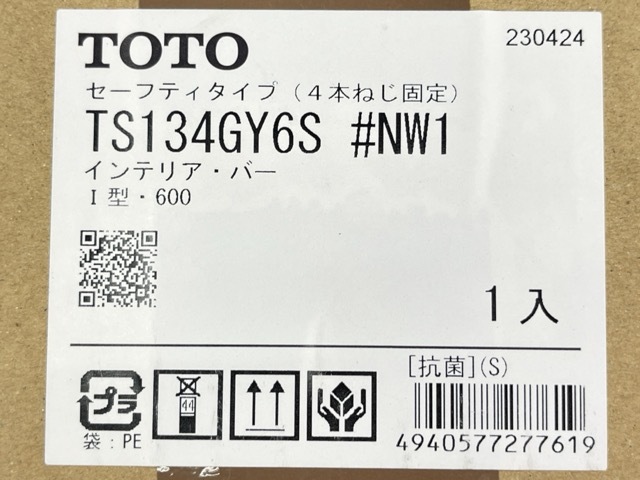 TOTO
230424
セーフティタイプ（４本ねじ固定）
TS134GY6S #NW1
インテリア・バー
Ｉ型・600
1入
[抗菌](S)
プラ
袋：PE
4940577277619